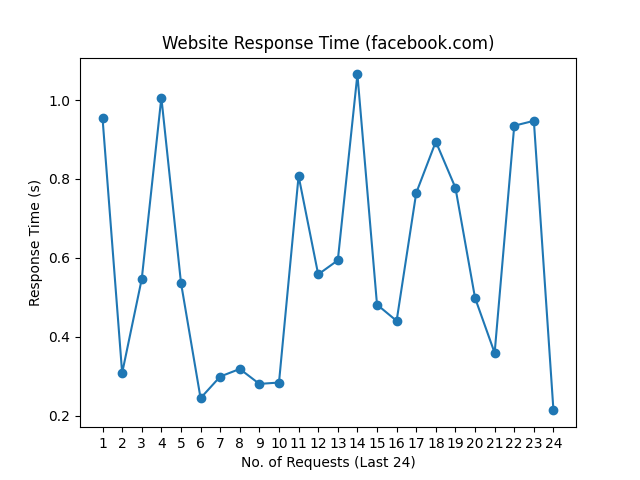 Website Response Time (facebook.com)
1.0
0.8
0.6
0.4
0.2
Response Time (s)
1 2 3 4 5 6 7 8 9 10 11 12 13 14 15 16 17 18 19 20 21 22 23 24
No. of Requests (Last 24)